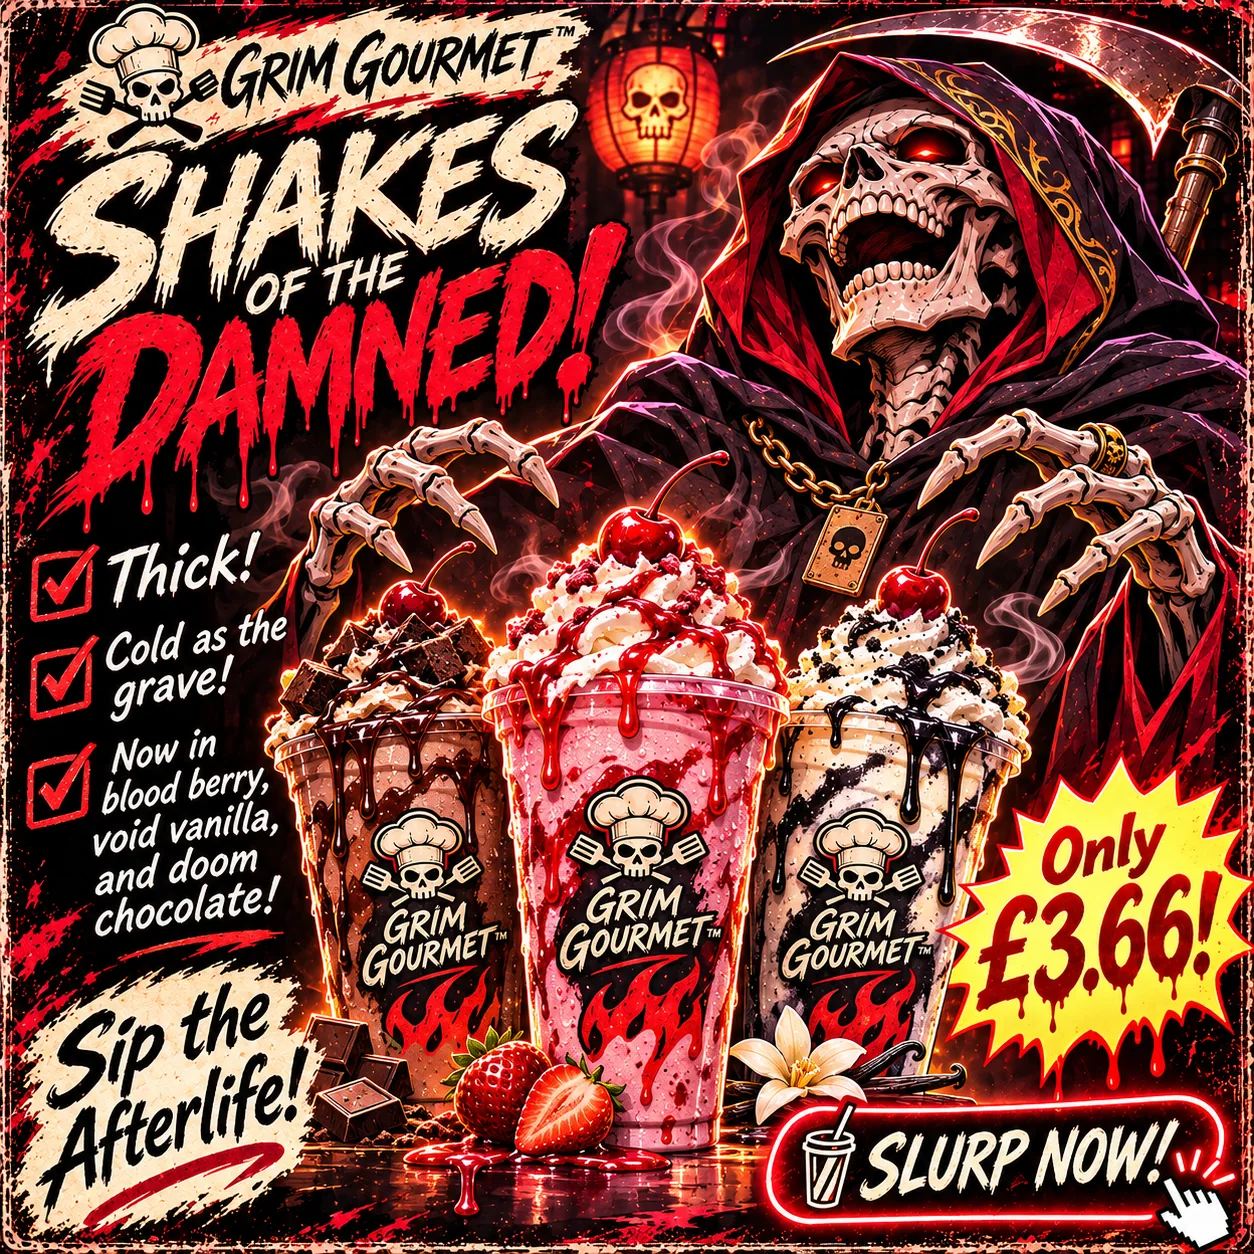 GRIM GOURMET™
SHAKES
OF THE
DAMNED!
Thick!
Cold as the
grave!
Now in
blood berry,
void vanilla,
and doom
chocolate!
Sip the
Afterlife!
GRIM
GOURMET™
GRIM
GOURMET™
GRIM
GOURMET™
Only
£3.66!
SLURP NOW!